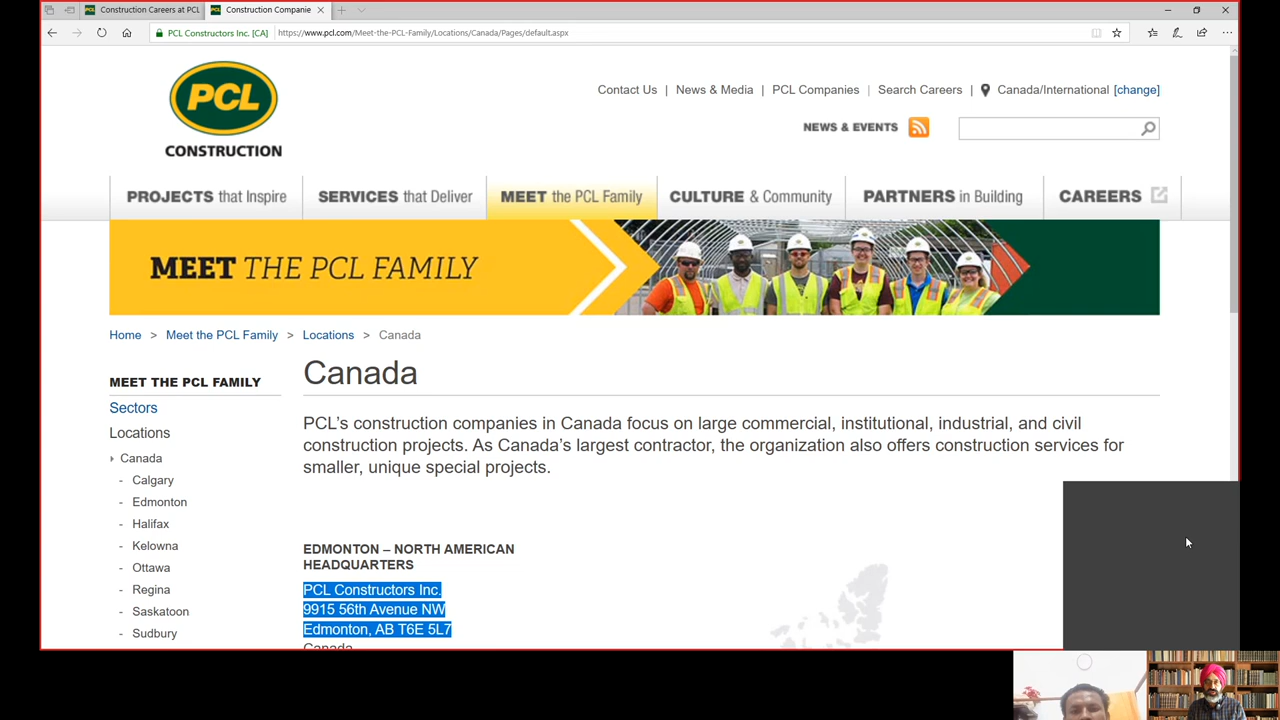 Construction Careers at PCL
Construction Companie
PCL Constructors Inc. [CA]
https://www.pcl.com/Meet-the-PCL-Family/Locations/Canada/Pages/default.aspx
PCL
CONSTRUCTION
Contact Us | News & Media | PCL Companies | Search Careers | Canada/International [change]
NEWS & EVENTS
PROJECTS that Inspire
SERVICES that Deliver
MEET the PCL Family
CULTURE & Community
PARTNERS in Building
CAREERS
MEET THE PCL FAMILY
Home > Meet the PCL Family > Locations > Canada
MEET THE PCL FAMILY
Sectors
Locations
Canada
- Calgary
- Edmonton
- Halifax
- Kelowna
- Ottawa
- Regina
- Saskatoon
- Sudbury
Canada
PCL’s construction companies in Canada focus on large commercial, institutional, industrial, and civil
construction projects. As Canada’s largest contractor, the organization also offers construction services for
smaller, unique special projects.
EDMONTON – NORTH AMERICAN
HEADQUARTERS
PCL Constructors Inc.
9915 56th Avenue NW
Edmonton, AB T6E 5L7
Canada